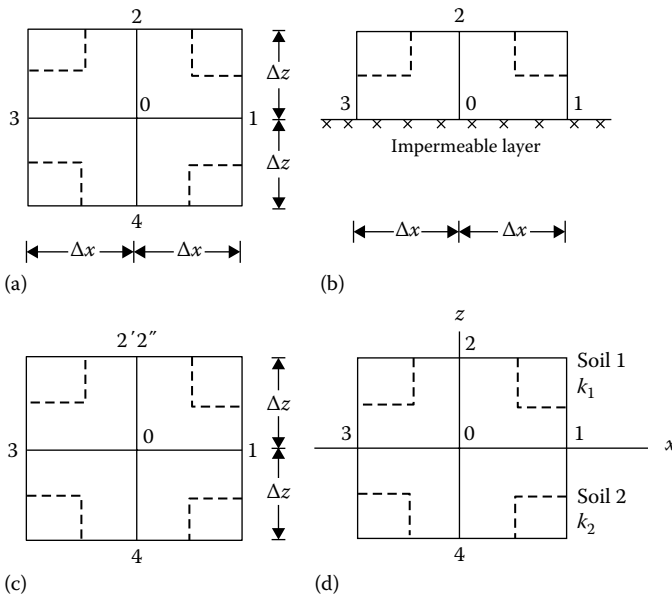 2
Δz
3
0
1
Δz
4
Δx
Δx
(a)
2
3
0
1
Impermeable layer
Δx
Δx
(b)
2′2″
Δz
3
0
1
Δz
4
(c)
z
2
Soil 1
k1
3
0
1
x
Soil 2
k2
4
(d)